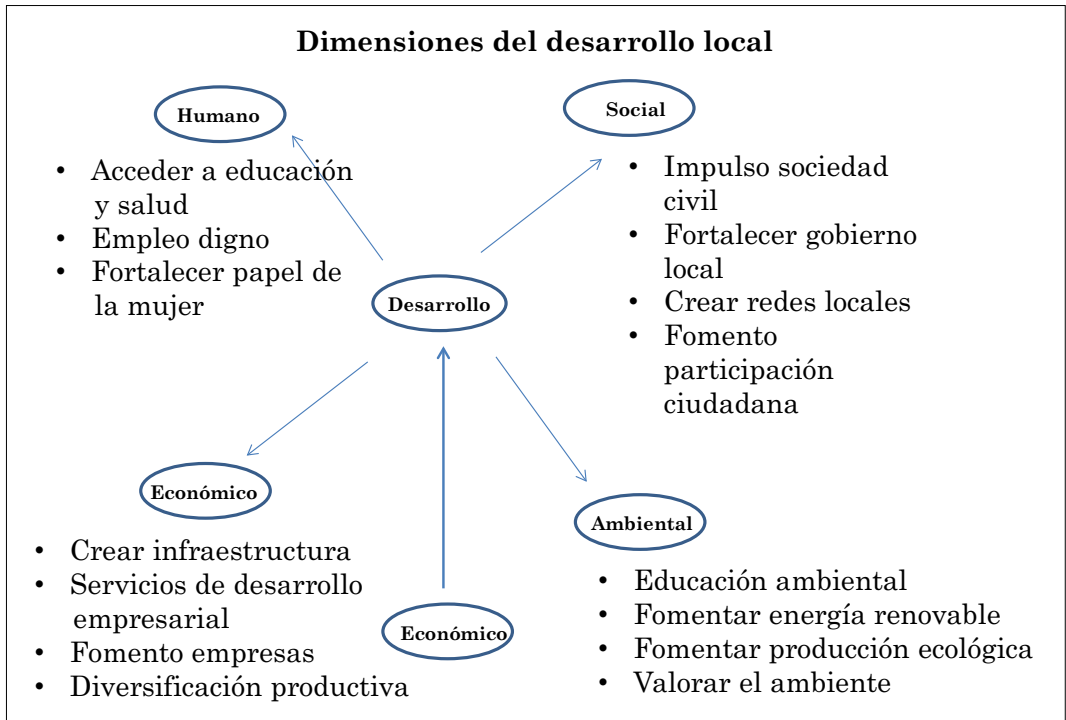 Dimensiones del desarrollo local
Humano
• Acceder a educación
y salud
• Empleo digno
• Fortalecer papel de
la mujer
Social
• Impulso sociedad
civil
• Fortalecer gobierno
local
• Crear redes locales
• Fomento
participación
ciudadana
Desarrollo
Económico
• Crear infraestructura
• Servicios de desarrollo
empresarial
• Fomento empresas
• Diversificación productiva
Económico
Ambiental
• Educación ambiental
• Fomentar energía renovable
• Fomentar producción ecológica
• Valorar el ambiente